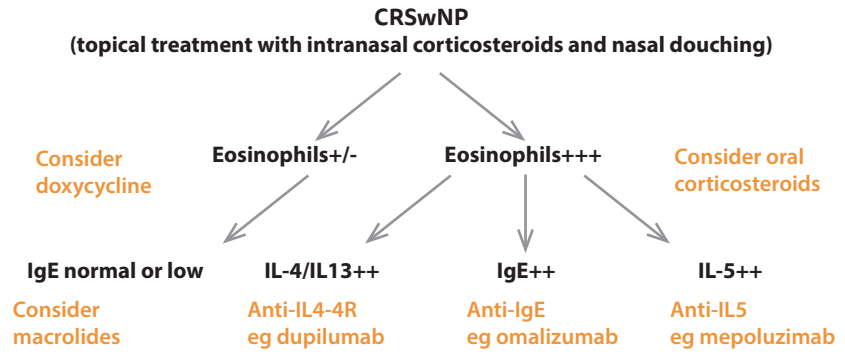 CRSwNP
(topical treatment with intranasal corticosteroids and nasal douching)
Consider
doxycycline
Eosinophils+/-
Eosinophils+++
Consider oral
corticosteroids
IgE normal or low
IL-4/IL13++
IgE++
IL-5++
Consider
macrolides
Anti-IL4-4R
eg dupilumab
Anti-IgE
eg omalizumab
Anti-IL5
eg mepoluzimab